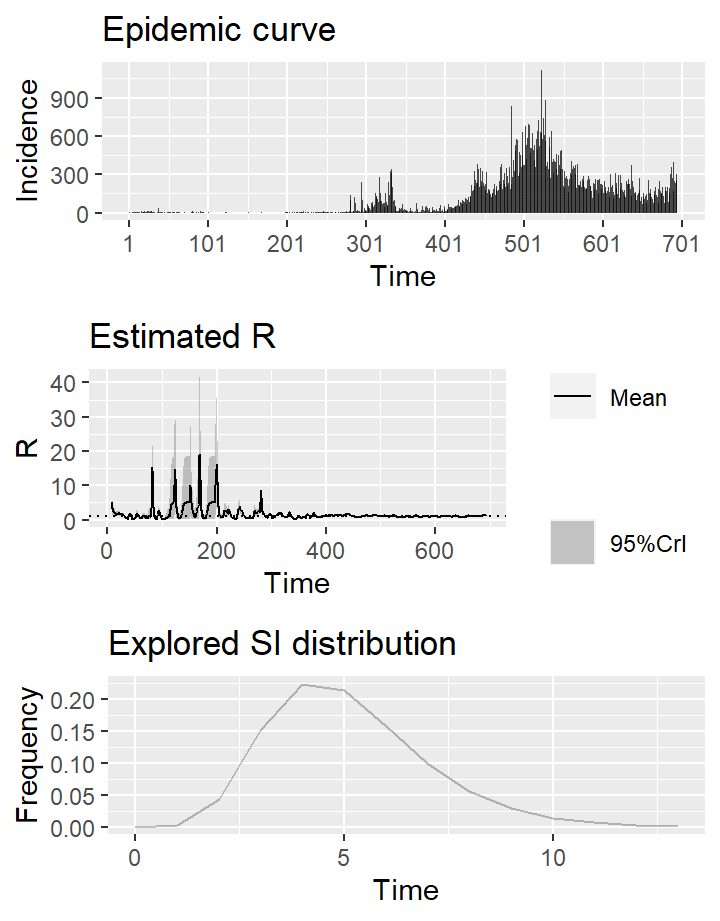 Epidemic curve
Incidence
900
600
300
0
1 101 201 301 401 501 601 701
Time
Estimated R
R
40
30
20
10
0
0 200 400 600
Time
Mean
95%CrI
Explored SI distribution
Frequency
0.20
0.15
0.10
0.05
0.00
0 5 10
Time